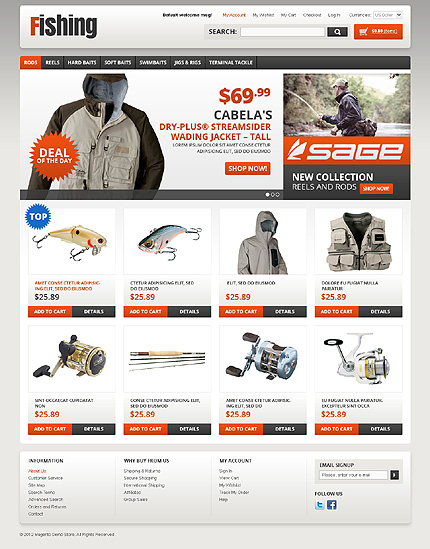 Fishing
Default welcome msg!
My Account My Wishlist My Cart Checkout Log In
Currencies: US Dollar
SEARCH:
$0.00 (items)
RODS REELS HARD BAITS SOFT BAITS SWIMBAITS JIGS & RIGS TERMINAL TACKLE
DEAL
OF THE DAY
$69.99
CABELA'S
DRY-PLUS® STREAMSIDER
WADING JACKET – TALL
LOREM IPSUM DOLOR SIT AMET CONSECTETUR
ADIPISICING ELIT, SED DO EIUSMOD
SHOP NOW!
SAGE
NEW COLLECTION
REELS AND RODS SHOP NOW!
TOP
AMET CONSE CTETUR ADIPISIC-
ING ELIT, SED DO EIUSMOD
$25.89
ADD TO CART DETAILS
CTETUR ADIPISICING ELIT, SED
DO EIUSMOD
$25.89
ADD TO CART DETAILS
ELIT, SED DO EIUSMOD
$25.89
ADD TO CART DETAILS
DOLORE EU FUGIAT NULLA
PARIATUR
$25.89
ADD TO CART DETAILS
SINT OCCAECAT CUPIDATAT
NON
$25.89
ADD TO CART DETAILS
CONSE CTETUR ADIPISICING ELIT,
SED DO EIUSMOD
$25.89
ADD TO CART DETAILS
AMET CONSE CTETUR ADIPISIC-
ING ELIT, SED DO
$25.89
ADD TO CART DETAILS
EU FUGIAT NULLA PARIATUR.
EXCEPTEUR SINT OCCA
$25.89
ADD TO CART DETAILS
INFORMATION
About Us
Customer Service
Site Map
Search Terms
Advanced Search
Orders and Returns
Contact
WHY BUY FROM US
Shipping & Returns
Secure Shopping
International Shipping
Affiliates
Group Sales
MY ACCOUNT
Sign In
View Cart
My Wishlist
Track My Order
Help
EMAIL SIGNUP
Please, enter your e-mail
FOLLOW US
© 2012 Magento Demo Store. All Rights Reserved.